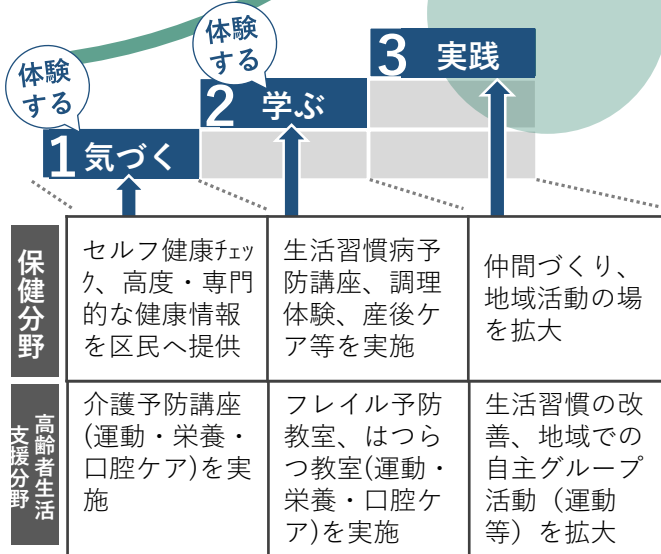 体験
する
体験
する
3 実践
2 学ぶ
1 気づく
保健分野
セルフ健康ﾁｪｯ
ｸ、高度・専門
的な健康情報
を区民へ提供
生活習慣病予
防講座、調理
体験、産後ケ
ア等を実施
仲間づくり、
地域活動の場
を拡大
高齢者生活
支援分野
介護予防講座
(運動・栄養・
口腔ケア)を実
施
フレイル予防
教室、はつら
つ教室(運動・
栄養・口腔ケ
ア)を実施
生活習慣の改
善、地域での
自主グループ
活動（運動
等）を拡大